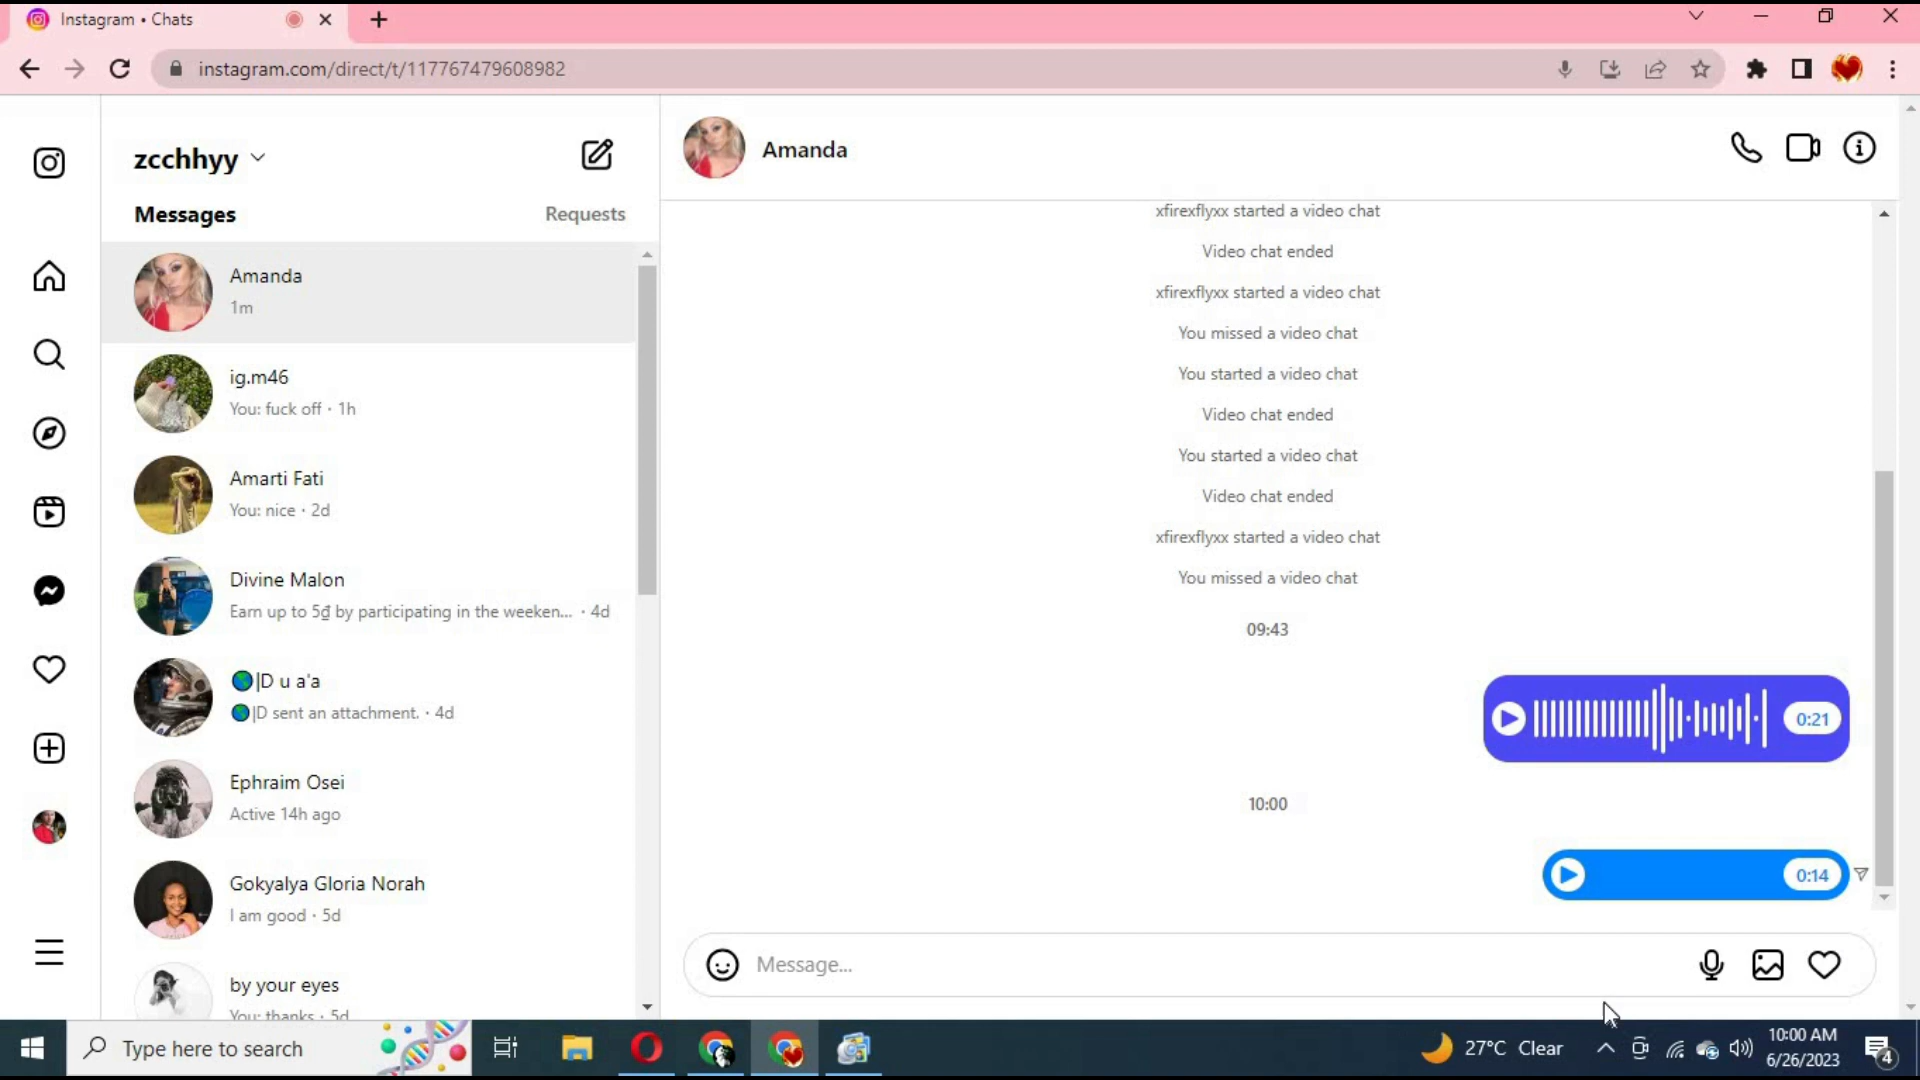 Instagram • Chats
instagram.com/direct/t/117767479608982
zcchhyy
Messages
Requests
Amanda
1m
ig.m46
You: fuck off · 1h
Amarti Fati
You: nice · 2d
Divine Malon
Earn up to 5₫ by participating in the weeken... · 4d
🌎|D u a'a
🌎|D sent an attachment. · 4d
Ephraim Osei
Active 14h ago
Gokyalya Gloria Norah
I am good · 5d
by your eyes
You: thanks · 5d
Amanda
xfirexflyxx started a video chat
Video chat ended
xfirexflyxx started a video chat
You missed a video chat
You started a video chat
Video chat ended
You started a video chat
Video chat ended
xfirexflyxx started a video chat
You missed a video chat
09:43
0:21
10:00
0:14
Message...
Type here to search
27°C Clear
10:00 AM
6/26/2023
4